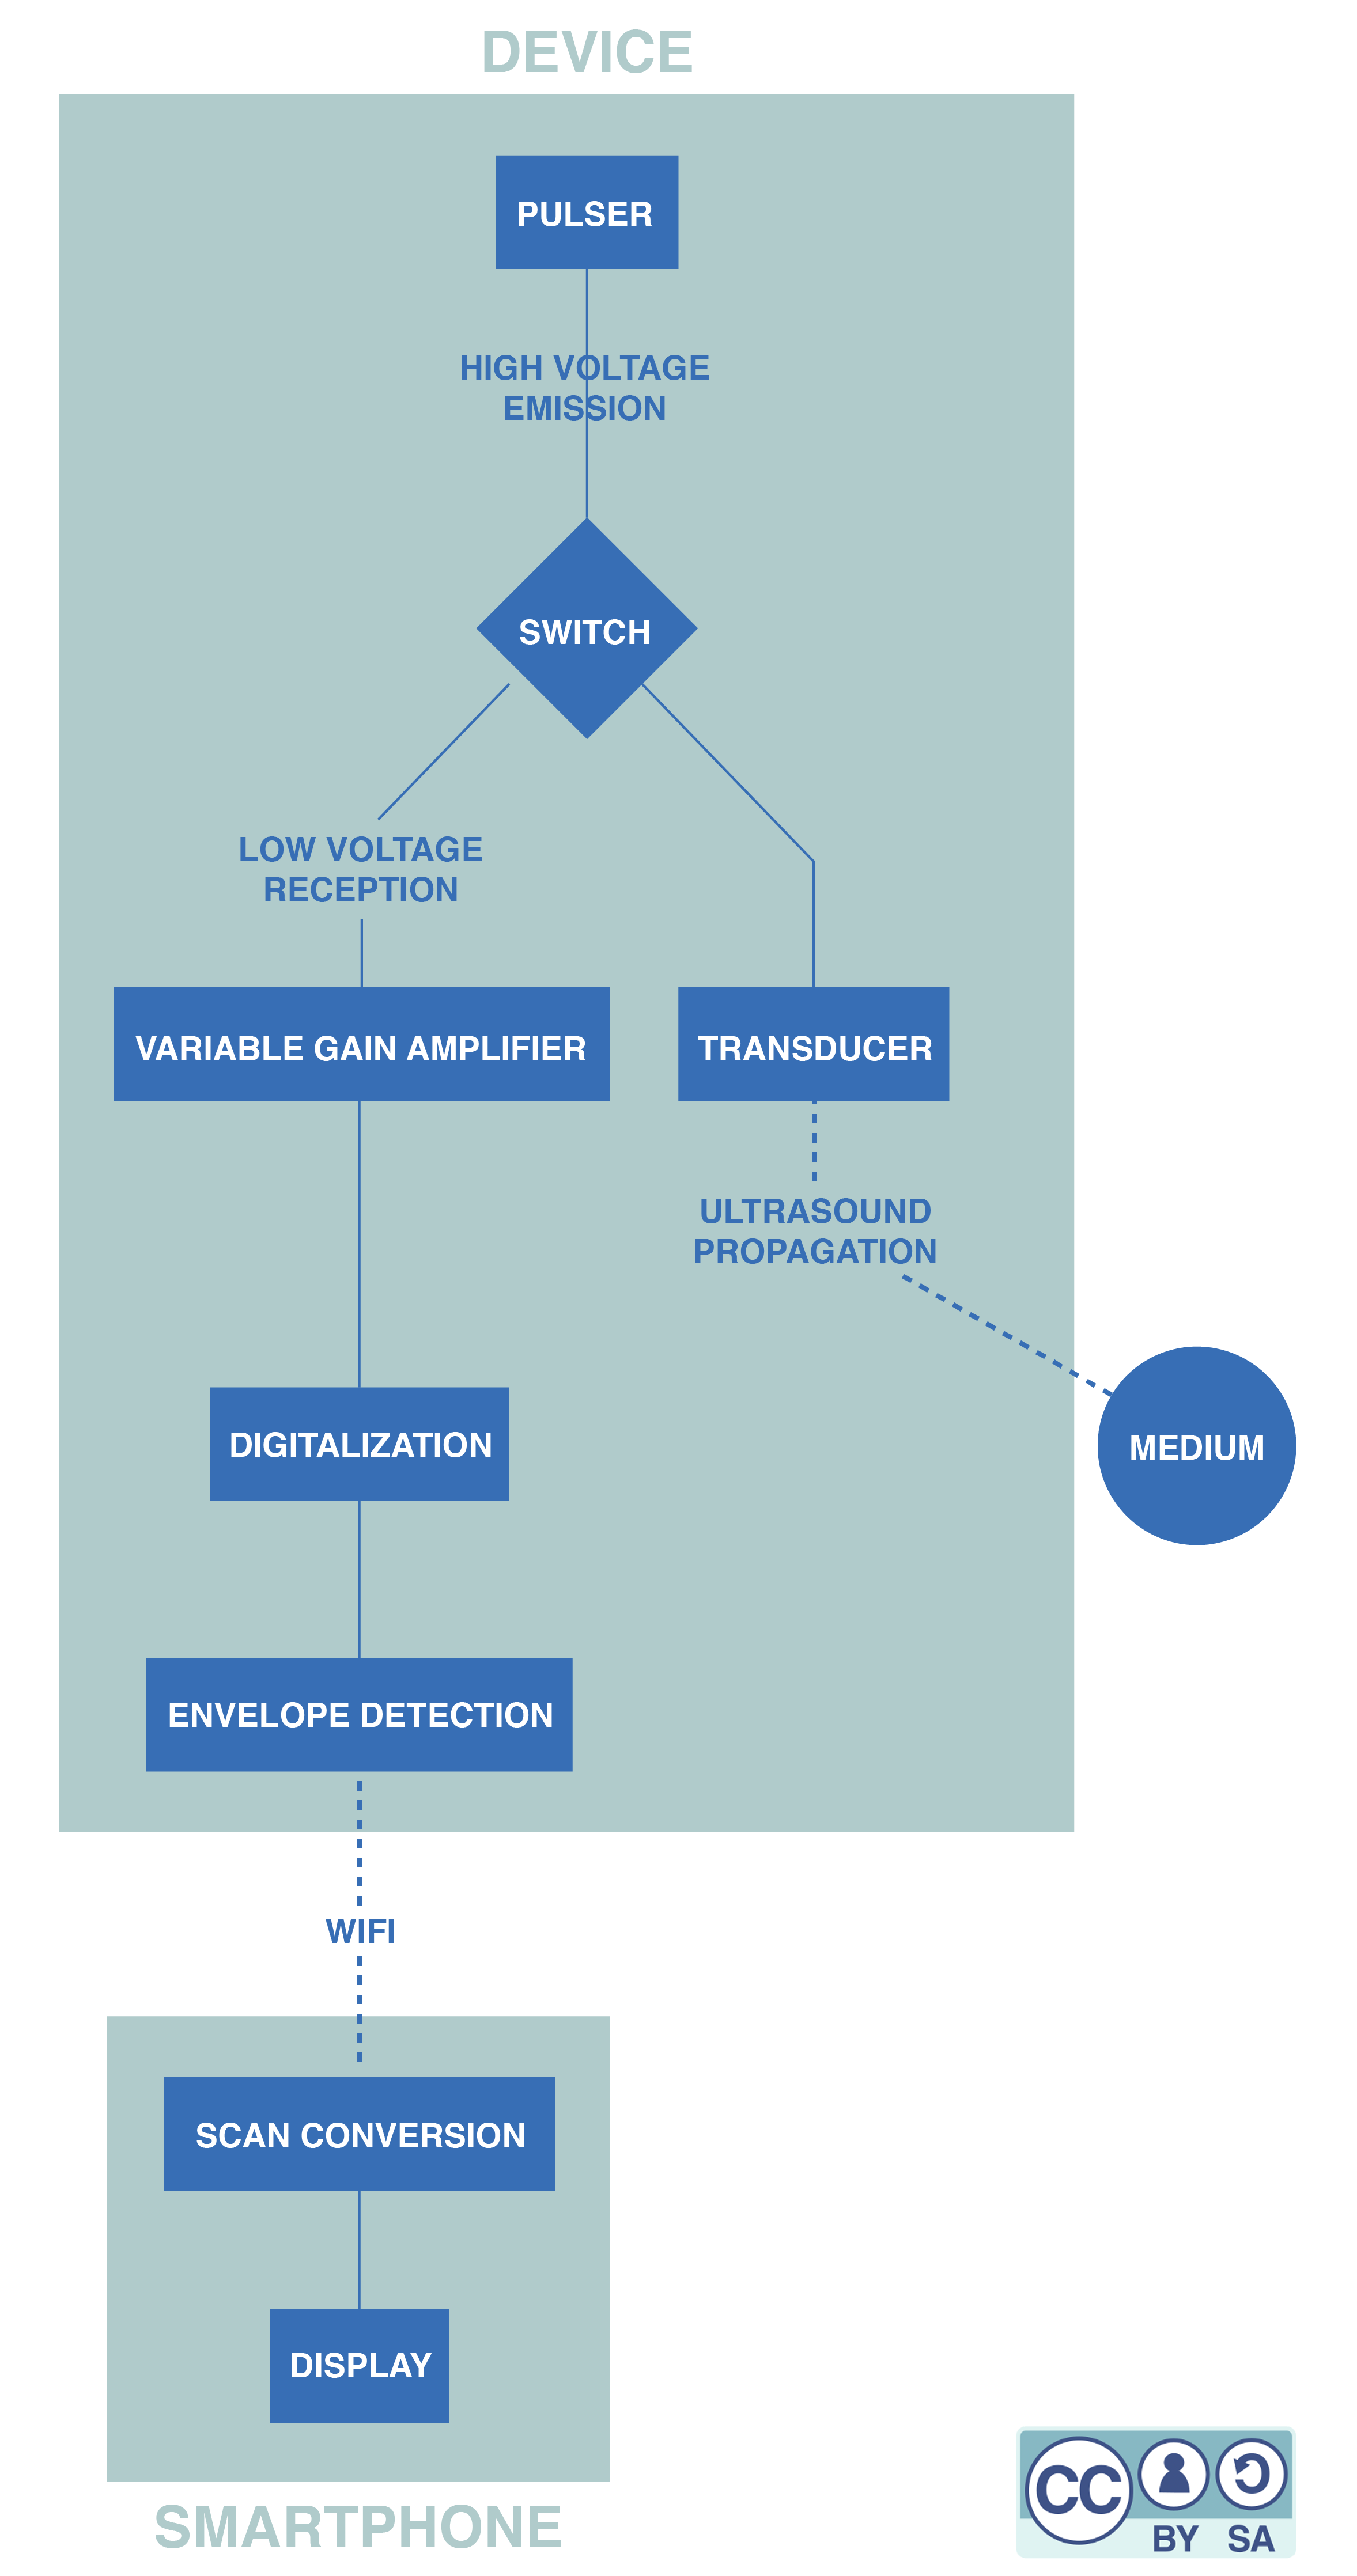 DEVICE
PULSER
HIGH VOLTAGE
EMISSION
SWITCH
LOW VOLTAGE
RECEPTION
VARIABLE GAIN AMPLIFIER
TRANSDUCER
ULTRASOUND
PROPAGATION
DIGITALIZATION
MEDIUM
ENVELOPE DETECTION
WIFI
SCAN CONVERSION
DISPLAY
SMARTPHONE
CC
BY SA